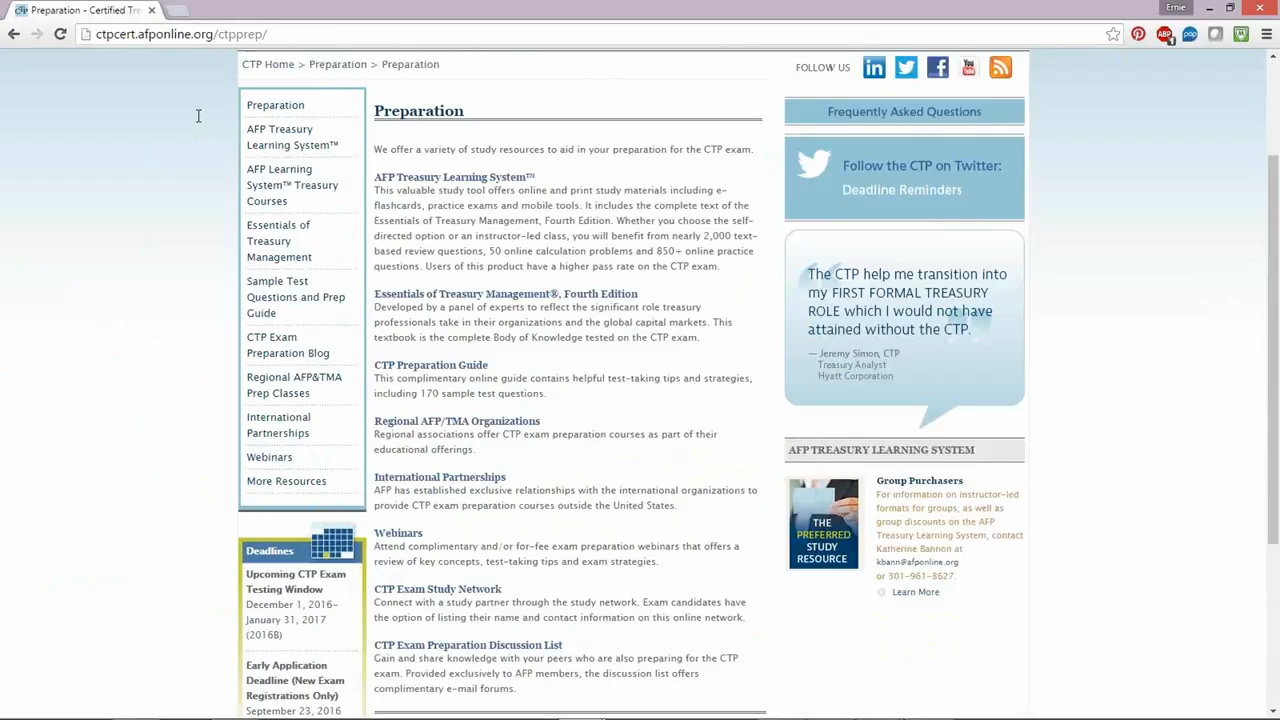 Preparation - Certified Tre
Ernie
ctpcert.afponline.org/ctpprep/
CTP Home > Preparation > Preparation
FOLLOW US
Preparation
AFP Treasury
Learning System™
AFP Learning
System™ Treasury
Courses
Essentials of
Treasury
Management
Sample Test
Questions and Prep
Guide
CTP Exam
Preparation Blog
Regional AFP&TMA
Prep Classes
International
Partnerships
Webinars
More Resources
Deadlines
Upcoming CTP Exam
Testing Window
December 1, 2016–
January 31, 2017
(2016B)
Early Application
Deadline (New Exam
Registrations Only)
September 23, 2016
Preparation
We offer a variety of study resources to aid in your preparation for the CTP exam.
AFP Treasury Learning System™
This valuable study tool offers online and print study materials including e-
flashcards, practice exams and mobile tools. It includes the complete text of the
Essentials of Treasury Management, Fourth Edition. Whether you choose the self-
directed option or an instructor-led class, you will benefit from nearly 2,000 text-
based review questions, 50 online calculation problems and 850+ online practice
questions. Users of this product have a higher pass rate on the CTP exam.
Essentials of Treasury Management®, Fourth Edition
Developed by a panel of experts to reflect the significant role treasury
professionals take in their organizations and the global capital markets. This
textbook is the complete Body of Knowledge tested on the CTP exam.
CTP Preparation Guide
This complimentary online guide contains helpful test-taking tips and strategies,
including 170 sample test questions.
Regional AFP/TMA Organizations
Regional associations offer CTP exam preparation courses as part of their
educational offerings.
International Partnerships
AFP has established exclusive relationships with the international organizations to
provide CTP exam preparation courses outside the United States.
Webinars
Attend complimentary and/or for-fee exam preparation webinars that offers a
review of key concepts, test-taking tips and exam strategies.
CTP Exam Study Network
Connect with a study partner through the study network. Exam candidates have
the option of listing their name and contact information on this online network.
CTP Exam Preparation Discussion List
Gain and share knowledge with your peers who are also preparing for the CTP
exam. Provided exclusively to AFP members, the discussion list offers
complimentary e-mail forums.
Frequently Asked Questions
Follow the CTP on Twitter:
Deadline Reminders
The CTP help me transition into
my FIRST FORMAL TREASURY
ROLE which I would not have
attained without the CTP.
— Jeremy Simon, CTP
Treasury Analyst
Hyatt Corporation
AFP TREASURY LEARNING SYSTEM
THE
PREFERRED
STUDY
RESOURCE
Group Purchasers
For information on instructor-led
formats for groups, as well as
group discounts on the AFP
Treasury Learning System, contact
Katherine Bannon at
kbann@afponline.org
or 301-961-8627.
Learn More